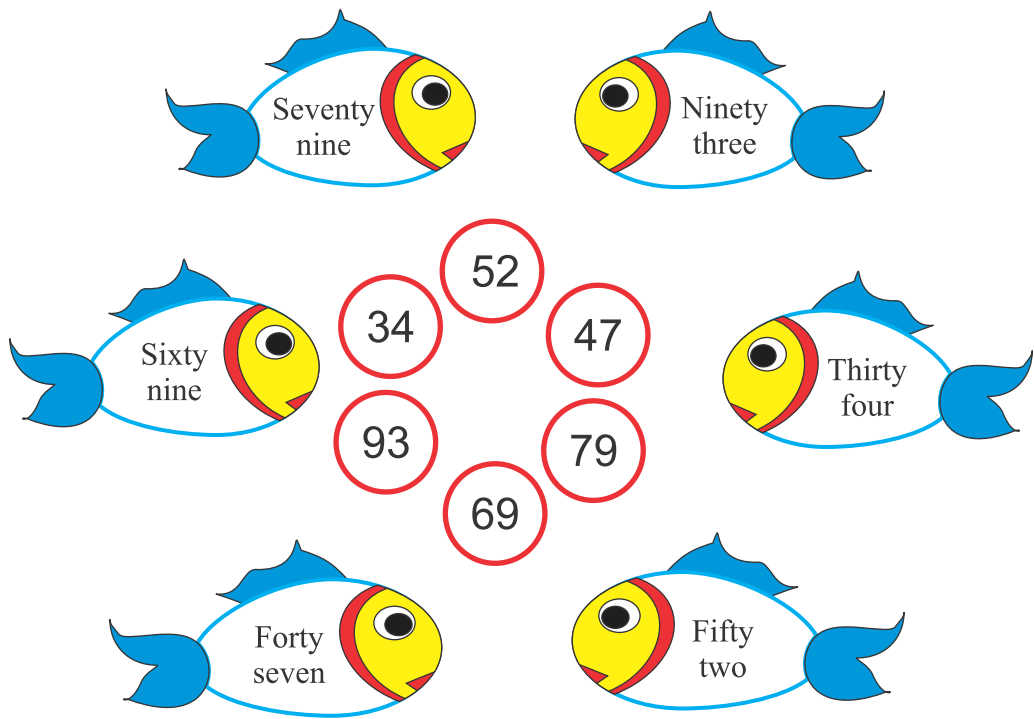 Seventy
nine
Ninety
three
52
34
47
Sixty
nine
Thirty
four
93
79
69
Forty
seven
Fifty
two